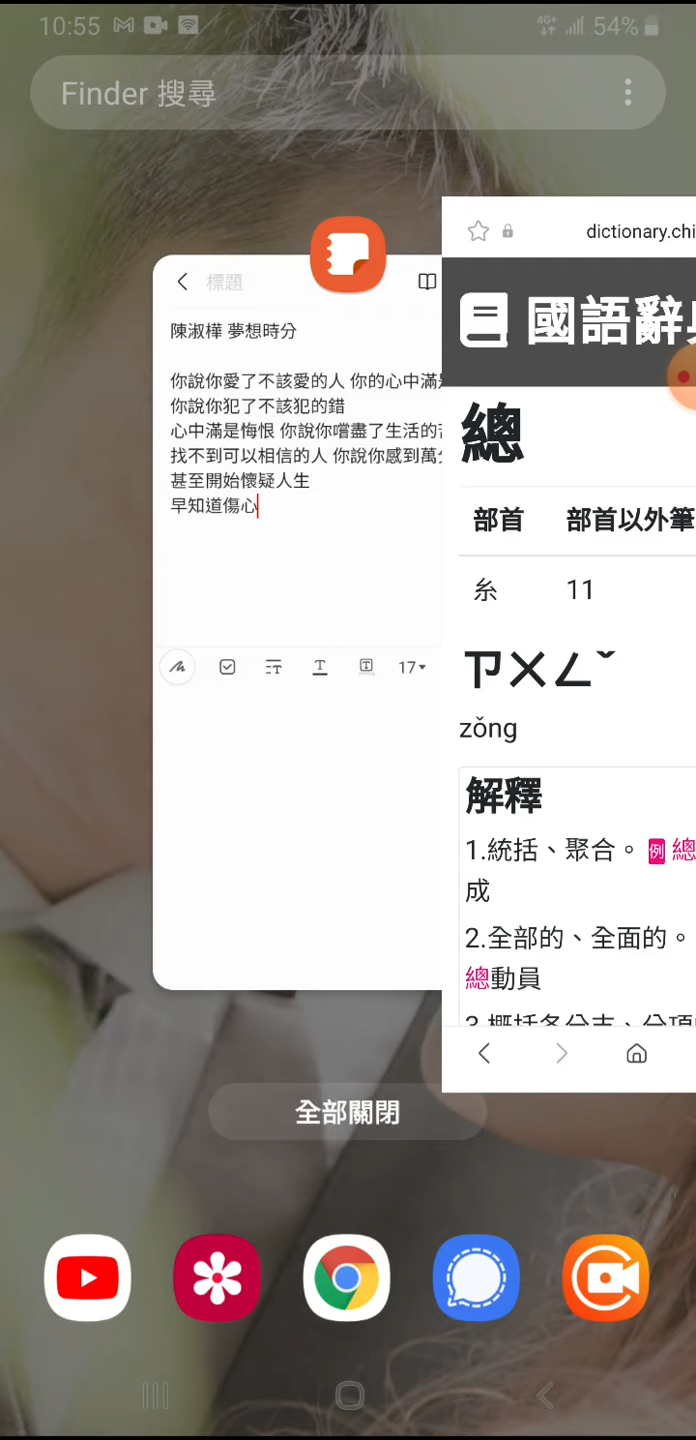 10:55
4G+ 54%
Finder 搜尋
標題
陳淑樺 夢想時分
你說你愛了不該愛的人 你的心中滿
你說你犯了不該犯的錯
心中滿是悔恨 你說你嚐盡了生活的
找不到可以相信的人 你說你感到萬
甚至開始懷疑人生
早知道傷心
17
dictionary.chi
國語辭
總
部首 部首以外筆
糸 11
ㄗㄨㄥˇ
zǒng
解釋
1.統括、聚合。 例 總
成
2.全部的、全面的。
總動員
全部關閉